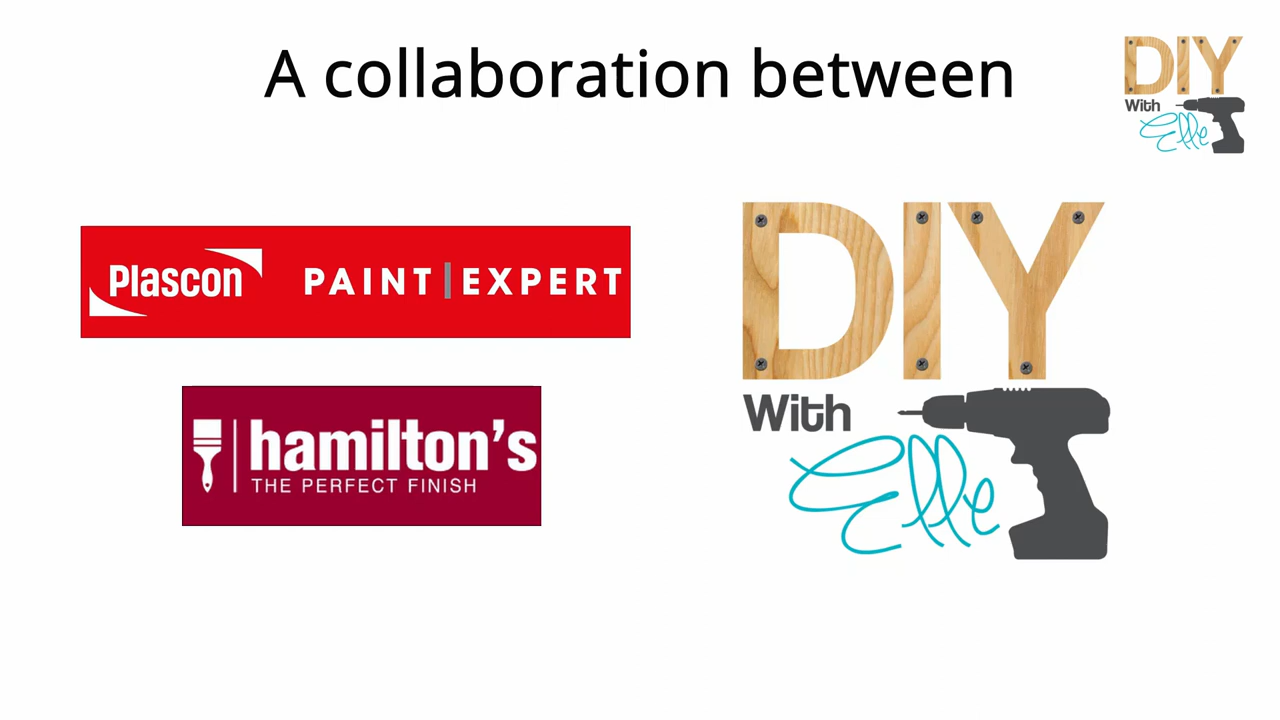 A collaboration between
DIY
With
Elle
Plascon PAINT EXPERT
hamilton's
THE PERFECT FINISH
DIY
With
Elle